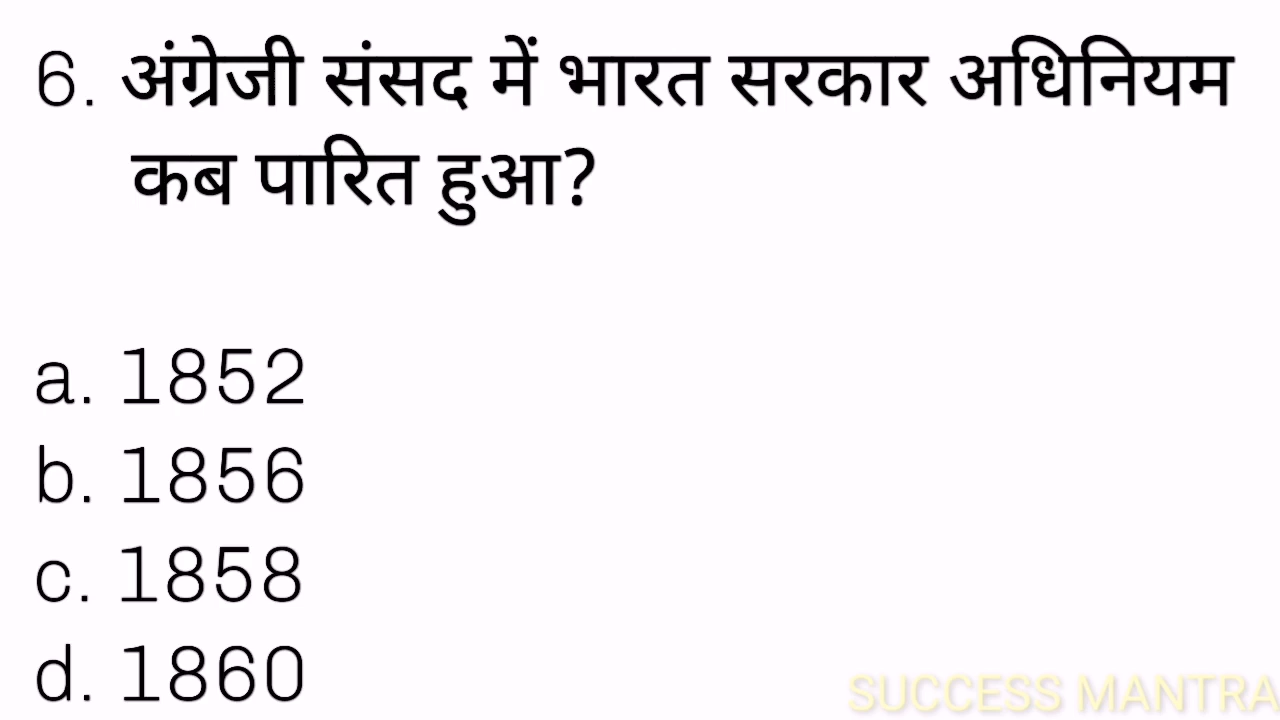 6. अंग्रेजी संसद में भारत सरकार अधिनियम
कब पारित हुआ?
a. 1852
b. 1856
c. 1858
d. 1860
SUCCESS MANTRA